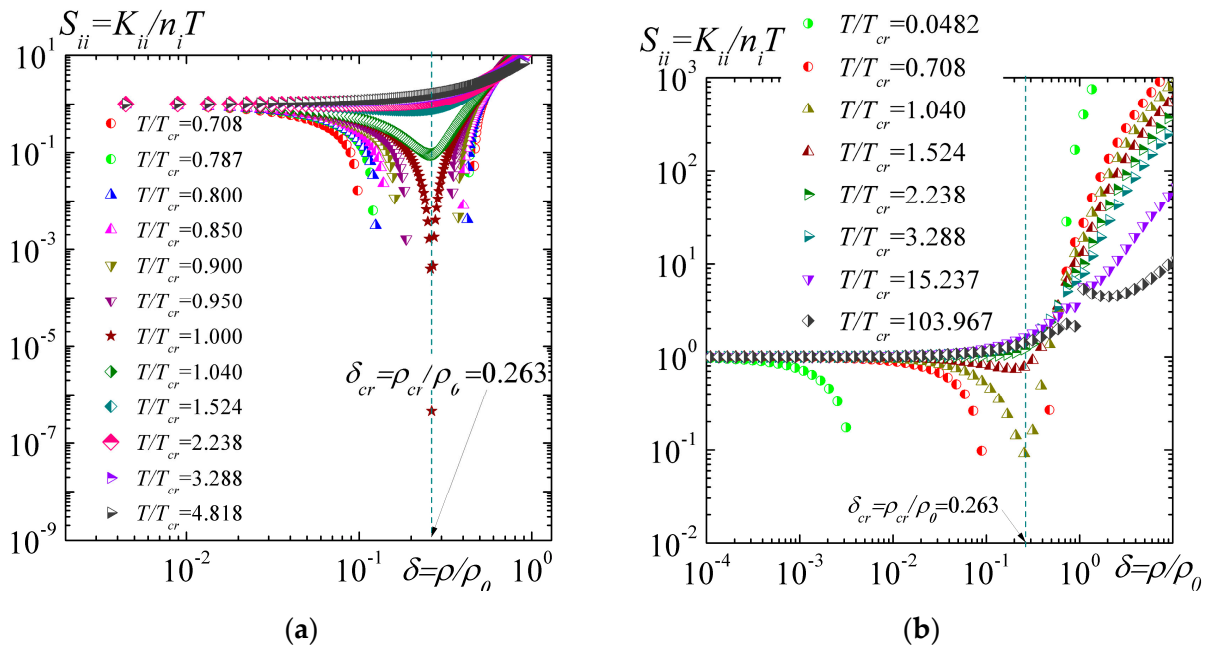 S_ii=K_ii/n_iT
10^1
10^-1
10^-3
10^-5
10^-7
10^-9
T/T_cr=0.708
T/T_cr=0.787
T/T_cr=0.800
T/T_cr=0.850
T/T_cr=0.900
T/T_cr=0.950
T/T_cr=1.000
T/T_cr=1.040
T/T_cr=1.524
T/T_cr=2.238
T/T_cr=3.288
T/T_cr=4.818
δ_cr=ρ_cr/ρ_0=0.263
10^-2
10^-1
10^0
δ=ρ/ρ_0
(a)
S_ii=K_ii/n_iT
T/T_cr=0.0482
T/T_cr=0.708
T/T_cr=1.040
T/T_cr=1.524
T/T_cr=2.238
T/T_cr=3.288
T/T_cr=15.237
T/T_cr=103.967
10^3
10^2
10^1
10^0
10^-1
10^-2
δ_cr=ρ_cr/ρ_0=0.263
10^-4
10^-3
10^-2
10^-1
10^0
δ=ρ/ρ_0
(b)